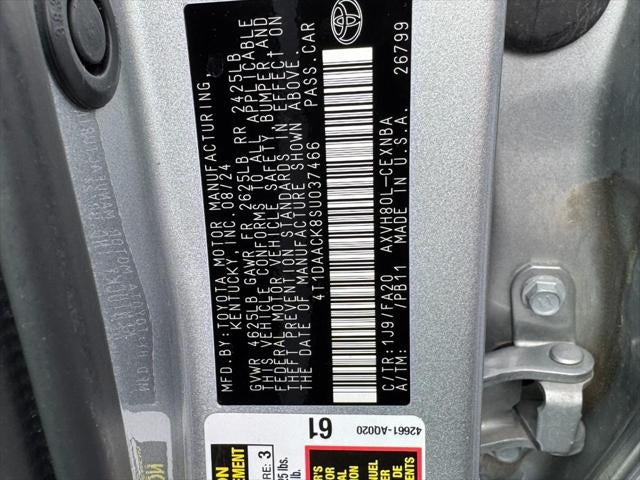 MFD. BY: TOYOTA MOTOR MANUFACTURING,
KENTUCKY, INC. 08/24
GVWR 4625LB GAWR FR 2625LB RR 2425LB
THIS VEHICLE CONFORMS TO ALL APPLICABLE
FEDERAL MOTOR VEHICLE SAFETY, BUMPER AND
THEFT PREVENTION STANDARDS IN EFFECT ON
THE DATE OF MANUFACTURE SHOWN ABOVE.
4T1DAACK8SU037466 PASS. CAR
C/TR: 1J9/FA20 AXVH80L-CEXNBA
A/TM: /PB11 MADE IN U.S.A. 26799
61
42661-AQ020